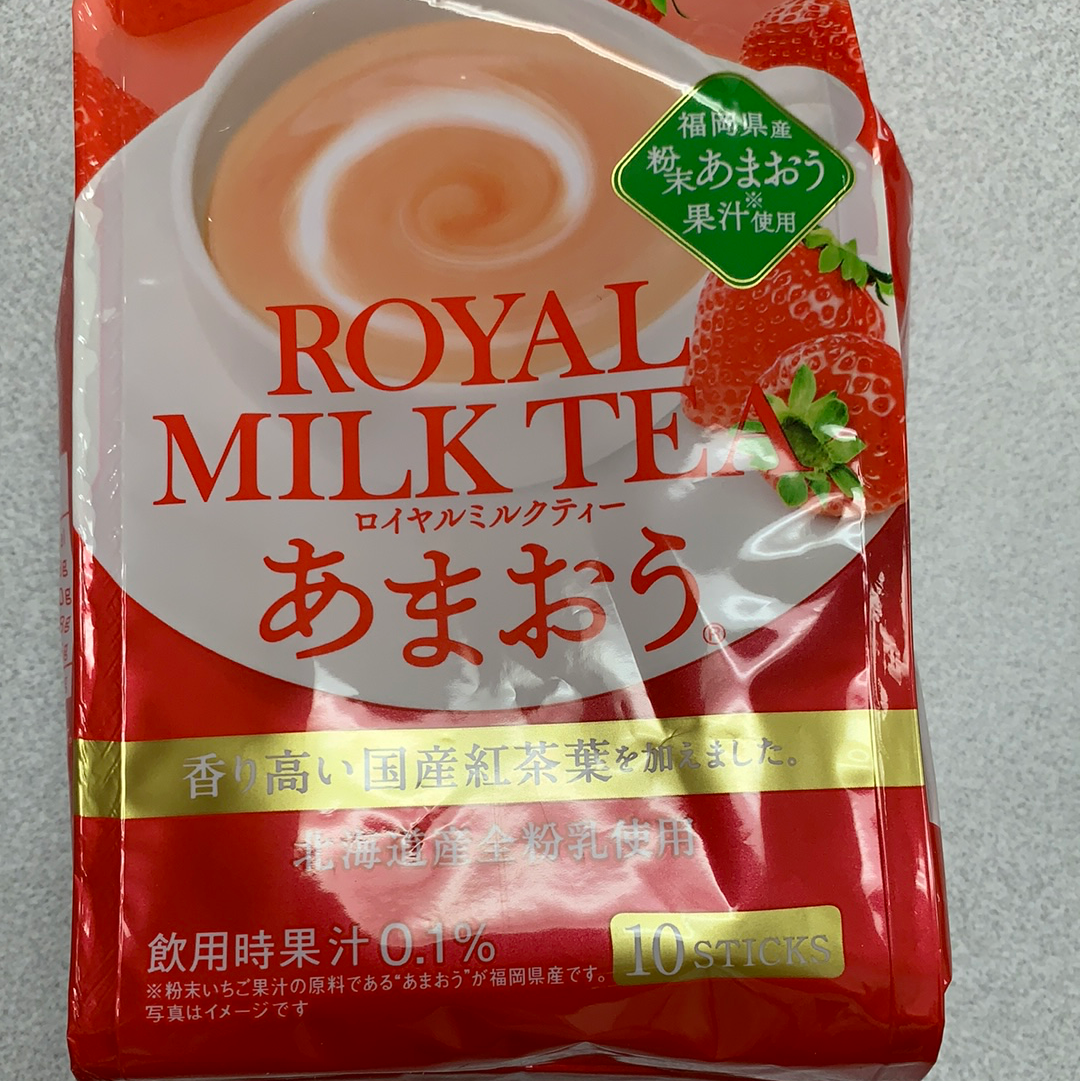 福岡県産
粉末あまおう
※
果汁使用
ROYAL
MILK TEA
ロイヤルミルクティー
あまおう®
香り高い国産紅茶葉を加えました。
北海道産全粉乳使用
飲用時果汁0.1%
10 STICKS
※粉末いちご果汁の原料である“あまおう”が福岡県産です。
写真はイメージです